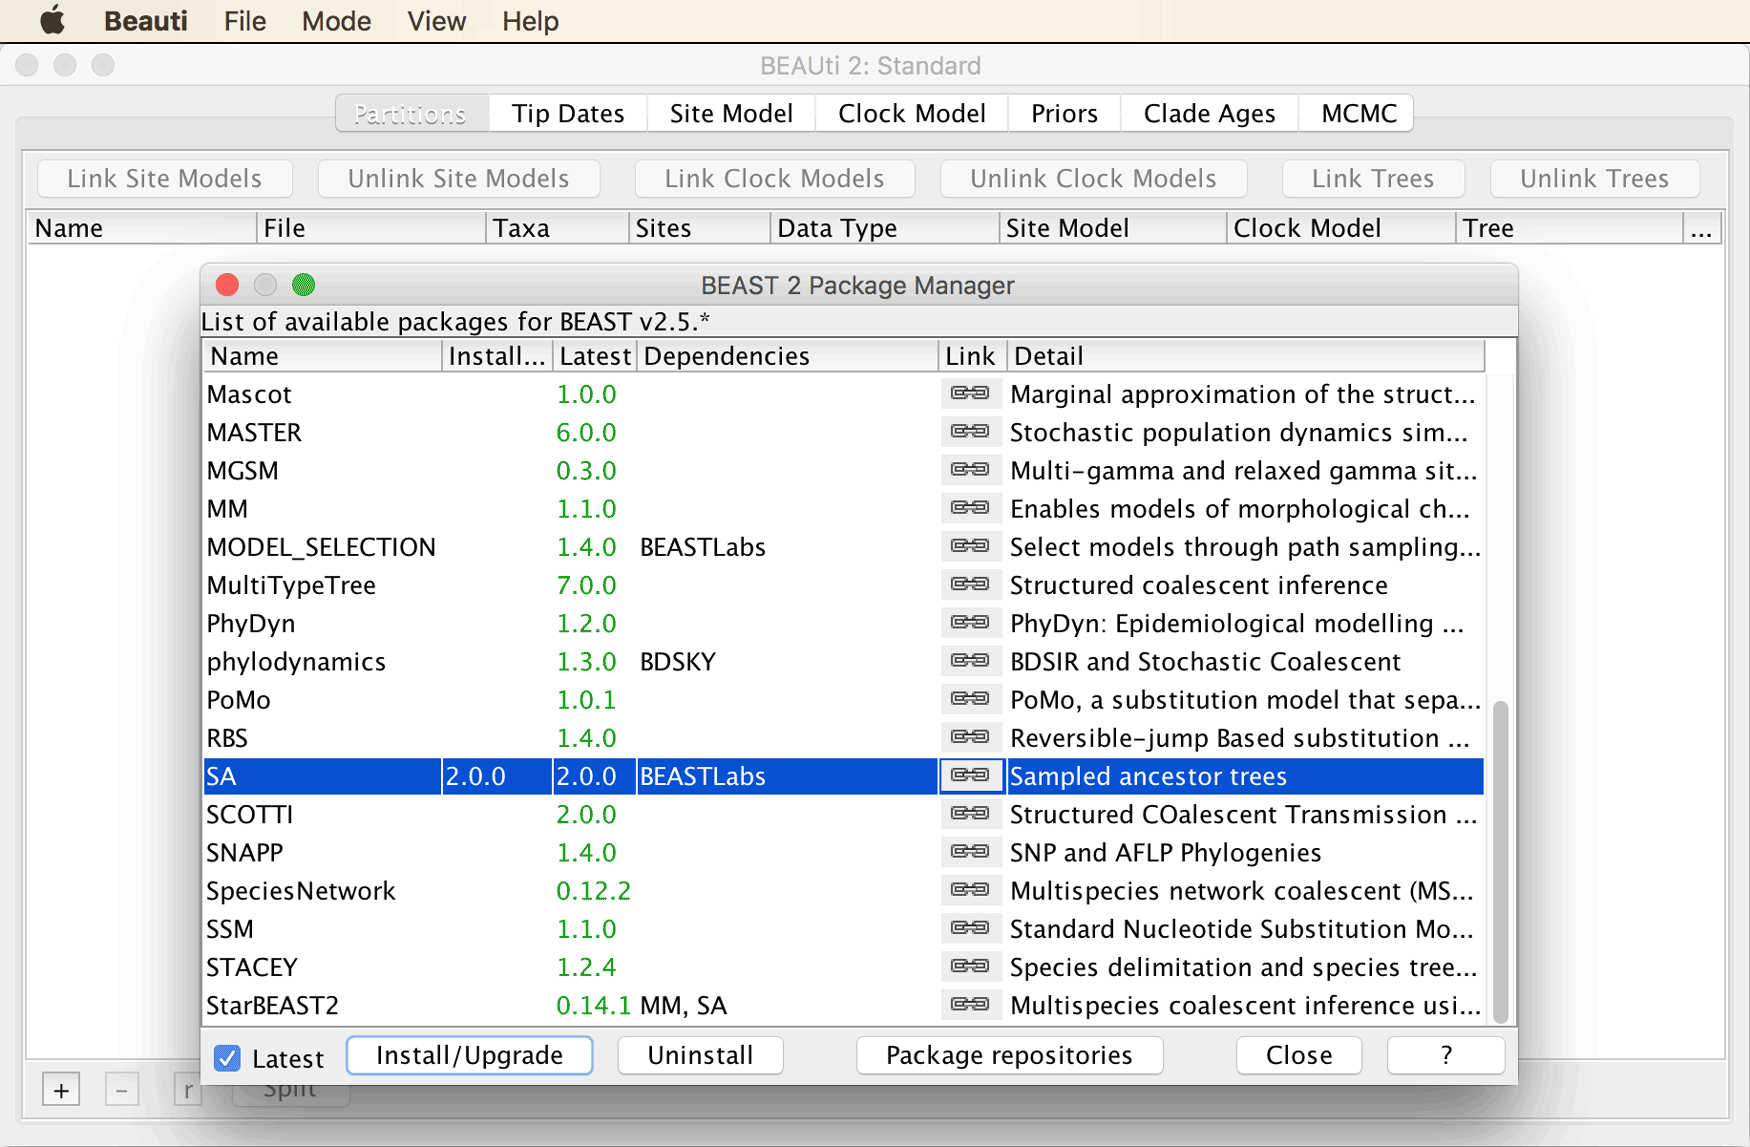 Beauti File Mode View Help
BEAUti 2: Standard
Partitions Tip Dates Site Model Clock Model Priors Clade Ages MCMC
Link Site Models Unlink Site Models Link Clock Models Unlink Clock Models Link Trees Unlink Trees
Name File Taxa Sites Data Type Site Model Clock Model Tree ...
BEAST 2 Package Manager
List of available packages for BEAST v2.5.*
Name Install... Latest Dependencies Link Detail
Mascot 1.0.0 Marginal approximation of the struct...
MASTER 6.0.0 Stochastic population dynamics sim...
MGSM 0.3.0 Multi-gamma and relaxed gamma sit...
MM 1.1.0 Enables models of morphological ch...
MODEL_SELECTION 1.4.0 BEASTLabs Select models through path sampling...
MultiTypeTree 7.0.0 Structured coalescent inference
PhyDyn 1.2.0 PhyDyn: Epidemiological modelling ...
phylodynamics 1.3.0 BDSKY BDSIR and Stochastic Coalescent
PoMo 1.0.1 PoMo, a substitution model that sepa...
RBS 1.4.0 Reversible-jump Based substitution ...
SA 2.0.0 2.0.0 BEASTLabs Sampled ancestor trees
SCOTTI 2.0.0 Structured COalescent Transmission ...
SNAPP 1.4.0 SNP and AFLP Phylogenies
SpeciesNetwork 0.12.2 Multispecies network coalescent (MS...
SSM 1.1.0 Standard Nucleotide Substitution Mo...
STACEY 1.2.4 Species delimitation and species tree...
StarBEAST2 0.14.1 MM, SA Multispecies coalescent inference usi...
Latest Install/Upgrade Uninstall Package repositories Close ?
+ - r Split